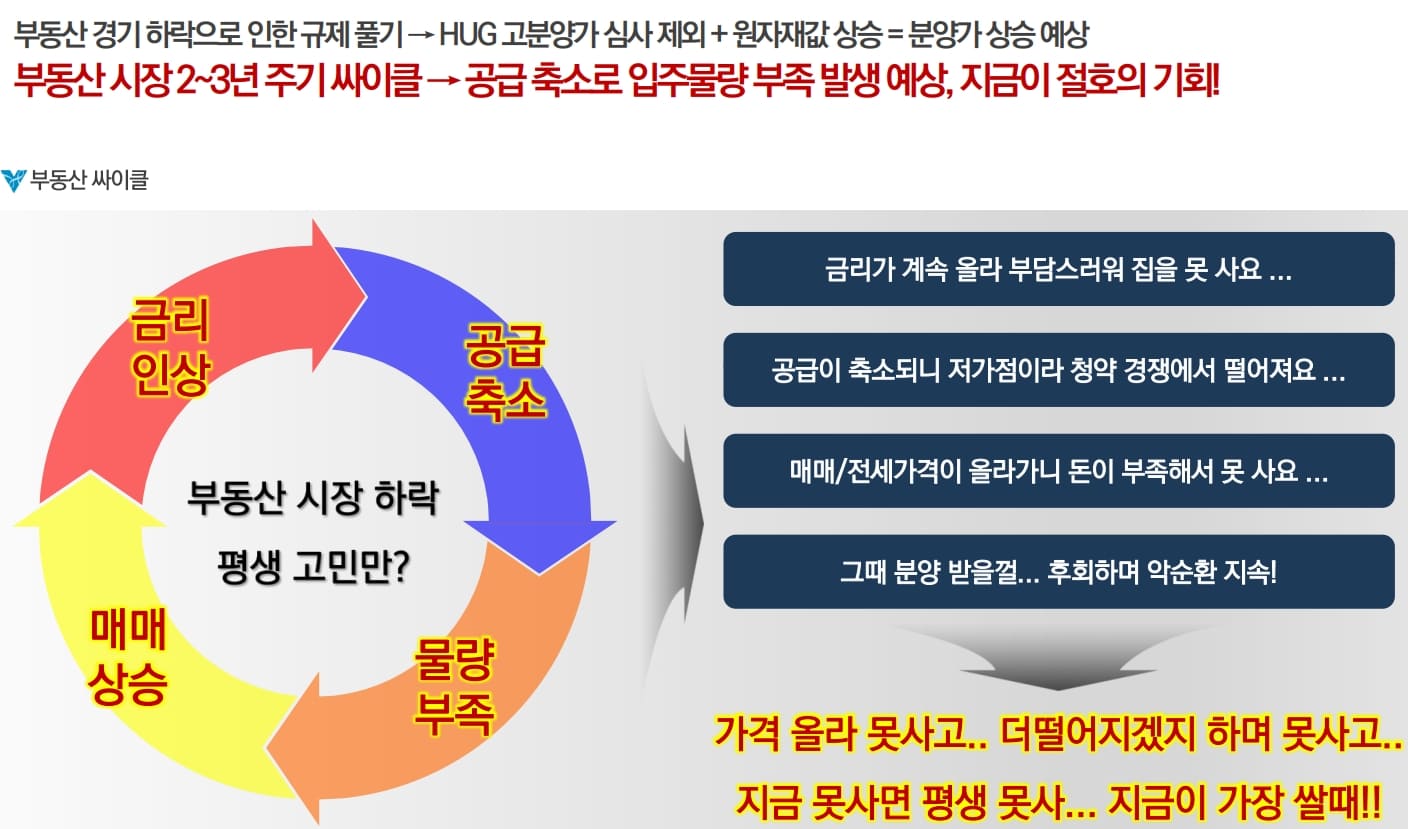 부동산 경기 하락으로 인한 규제 풀기 → HUG 고분양가 심사 제외 + 원자재값 상승 = 분양가 상승 예상
부동산 시장 2~3년 주기 싸이클 → 공급 축소로 입주물량 부족 발생 예상, 지금이 절호의 기회!
부동산 싸이클
금리
인상
공급
축소
부동산 시장 하락
평생 고민만?
매매
상승
물량
부족
금리가 계속 올라 부담스러워 집을 못 사요 ...
공급이 축소되니 저가점이라 청약 경쟁에서 떨어져요 ...
매매/전세가격이 올라가니 돈이 부족해서 못 사요 ...
그때 분양 받을껄... 후회하며 악순환 지속!
가격 올라 못사고.. 더떨어지겠지 하며 못사고..
지금 못사면 평생 못사... 지금이 가장 쌀때!!